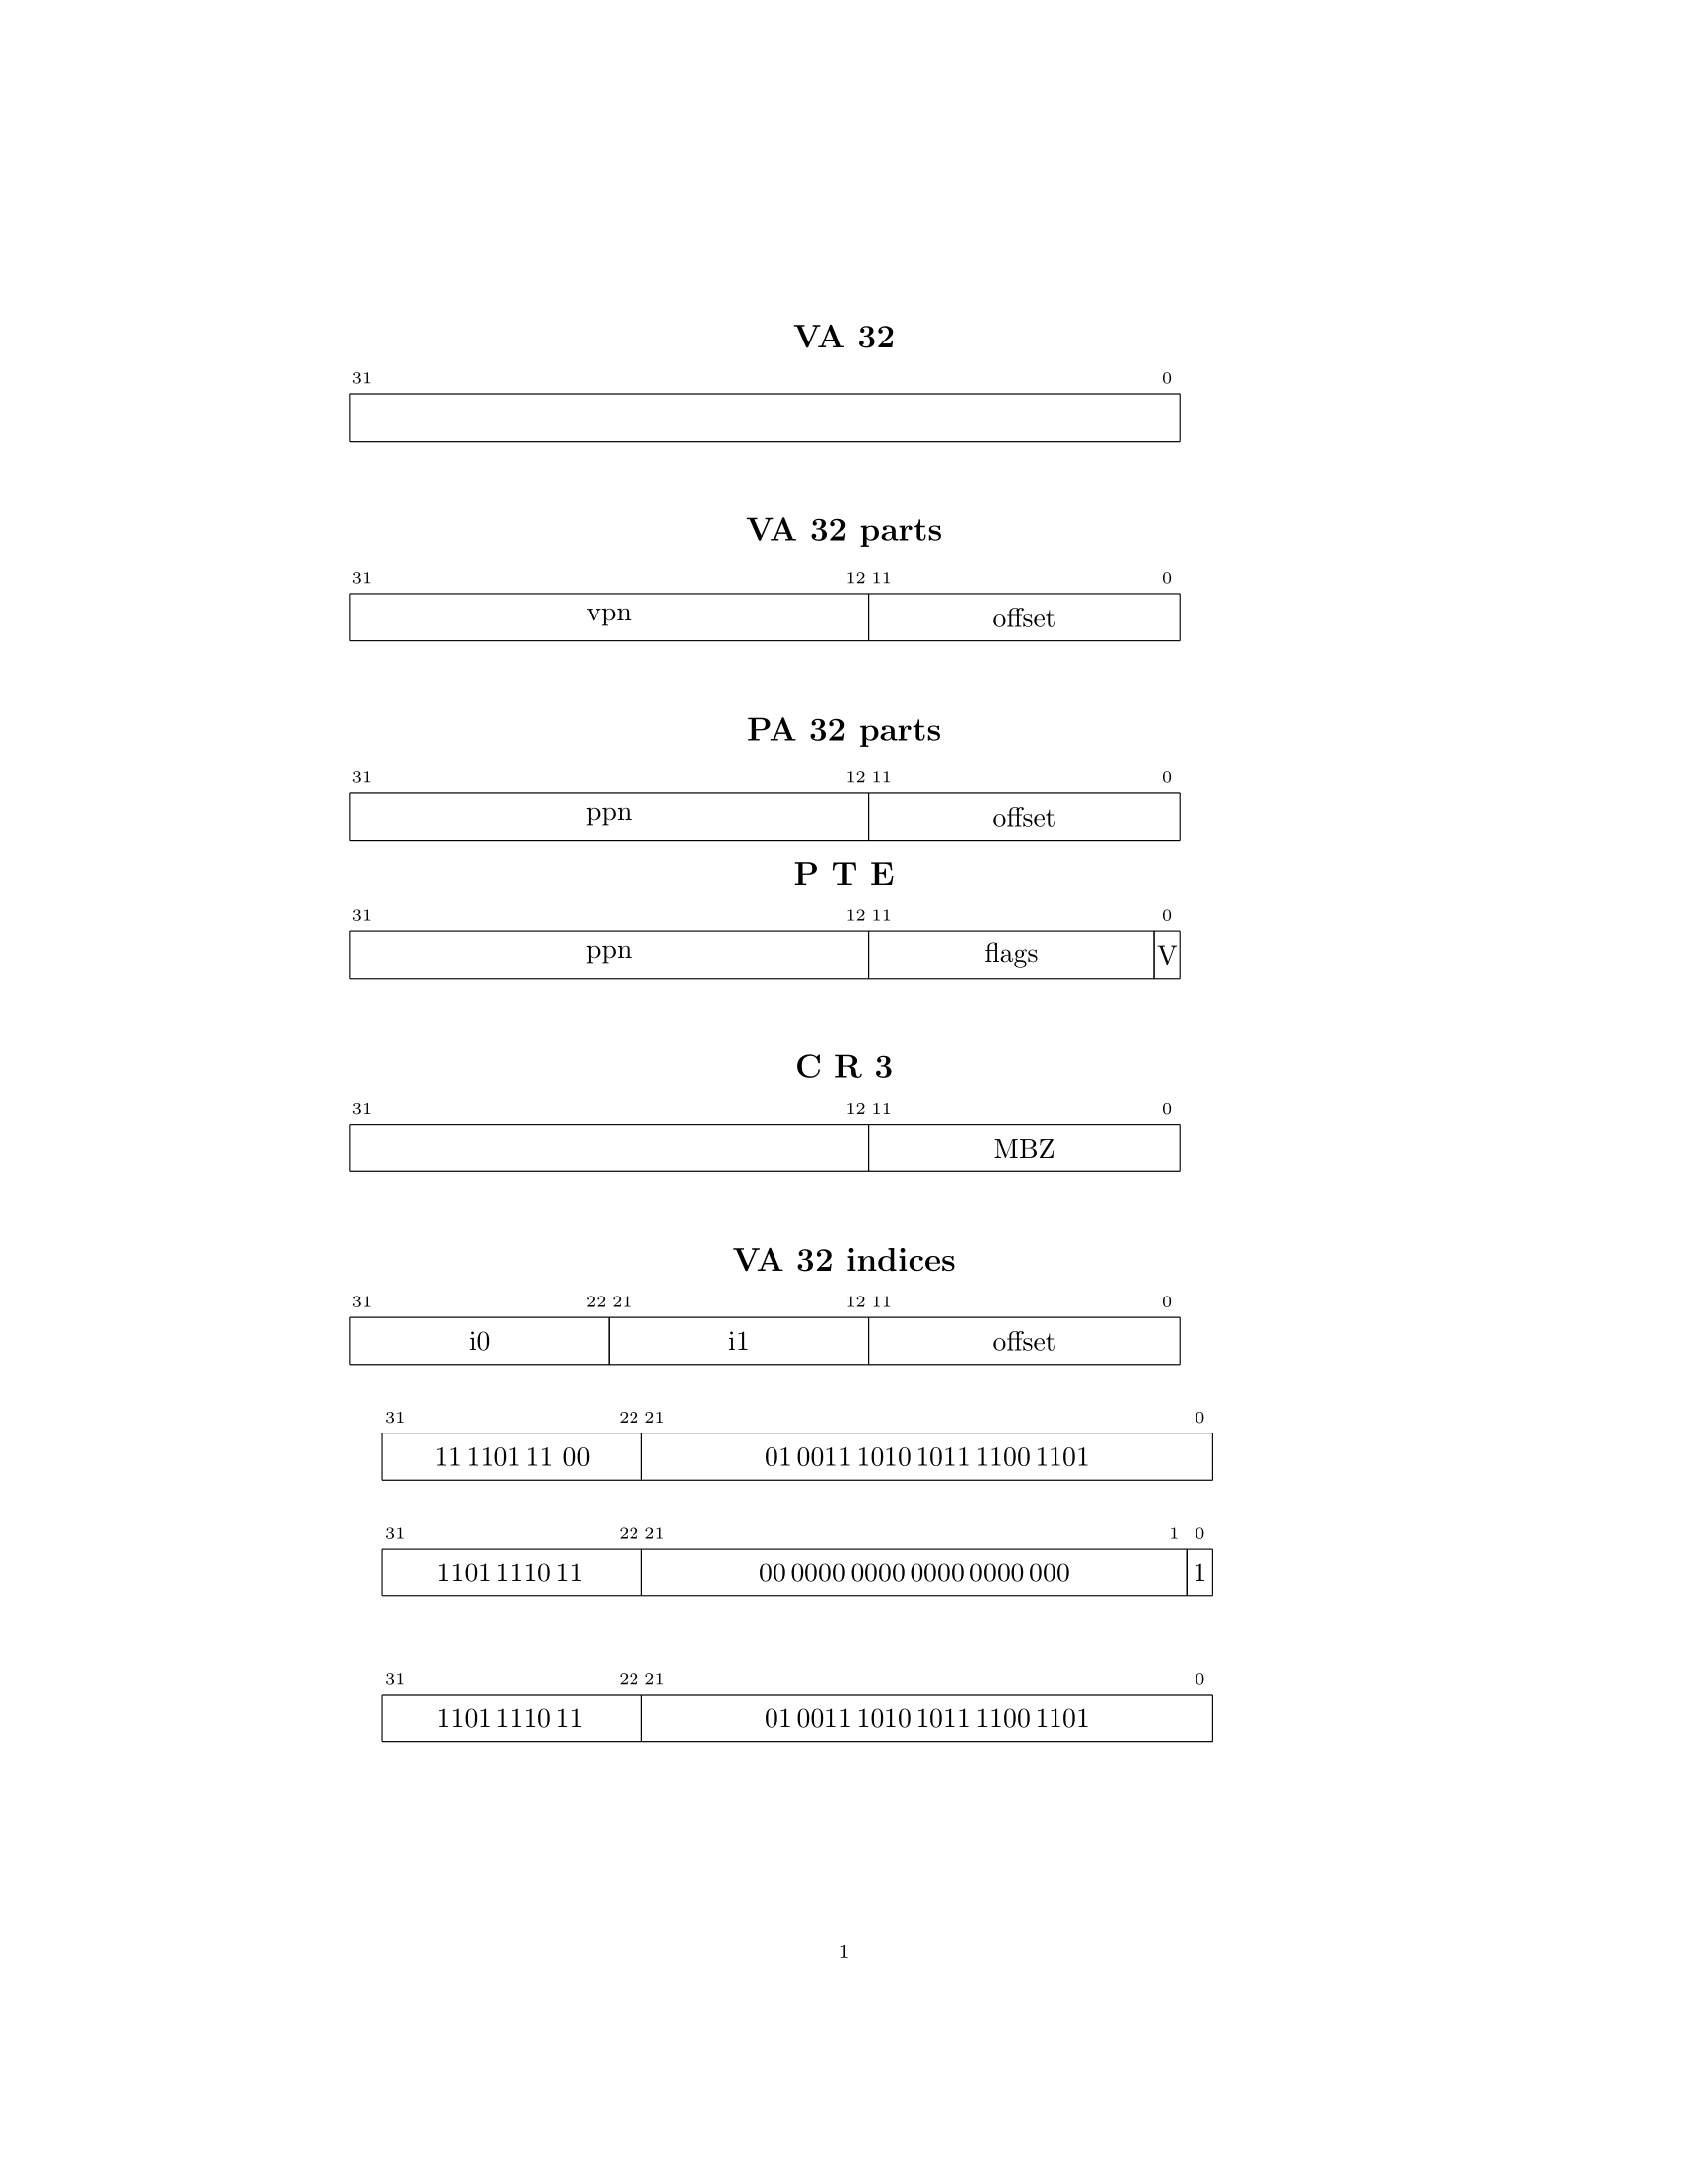 VA 32
31 0
VA 32 parts
31 12 11 0
vpn offset
PA 32 parts
31 12 11 0
ppn offset
P T E
31 12 11 0
ppn flags V
C R 3
31 12 11 0
MBZ
VA 32 indices
31 22 21 12 11 0
i0 i1 offset
31 22 21 0
11 1101 11 00 01 0011 1010 1011 1100 1101
31 22 21 1 0
1101 1110 11 00 0000 0000 0000 0000 000 1
31 22 21 0
1101 1110 11 01 0011 1010 1011 1100 1101
1